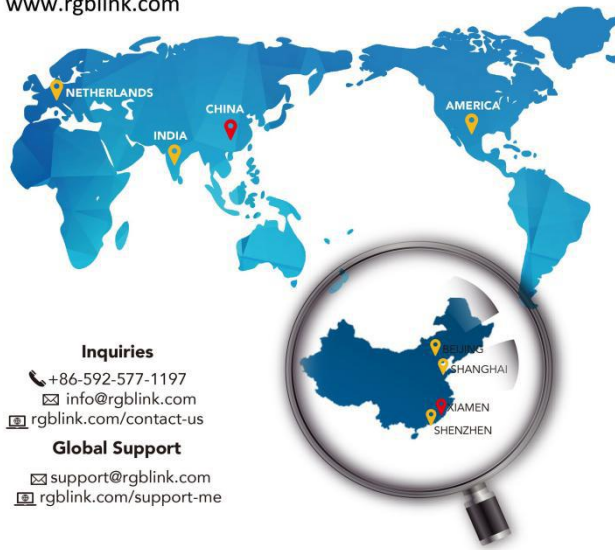 www.rgblink.com
NETHERLANDS
CHINA
INDIA
AMERICA
BEIJING
SHANGHAI
XIAMEN
SHENZHEN
Inquiries
+86-592-577-1197
info@rgblink.com
rgblink.com/contact-us
Global Support
support@rgblink.com
rgblink.com/support-me